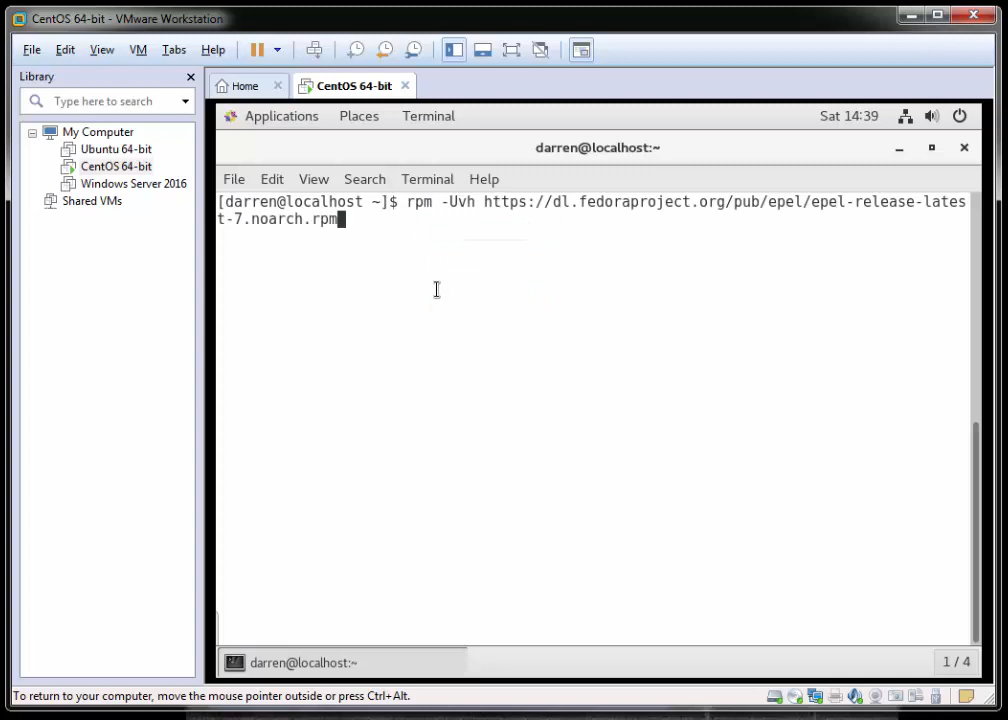 CentOS 64-bit - VMware Workstation
File Edit View VM Tabs Help
Library
Type here to search
My Computer
Ubuntu 64-bit
CentOS 64-bit
Windows Server 2016
Shared VMs
Home
CentOS 64-bit
Applications Places Terminal
Sat 14:39
darren@localhost:~
File Edit View Search Terminal Help
[darren@localhost ~]$ rpm -Uvh https://dl.fedoraproject.org/pub/epel/epel-release-lates
t-7.noarch.rpm
darren@localhost:~
1 / 4
To return to your computer, move the mouse pointer outside or press Ctrl+Alt.